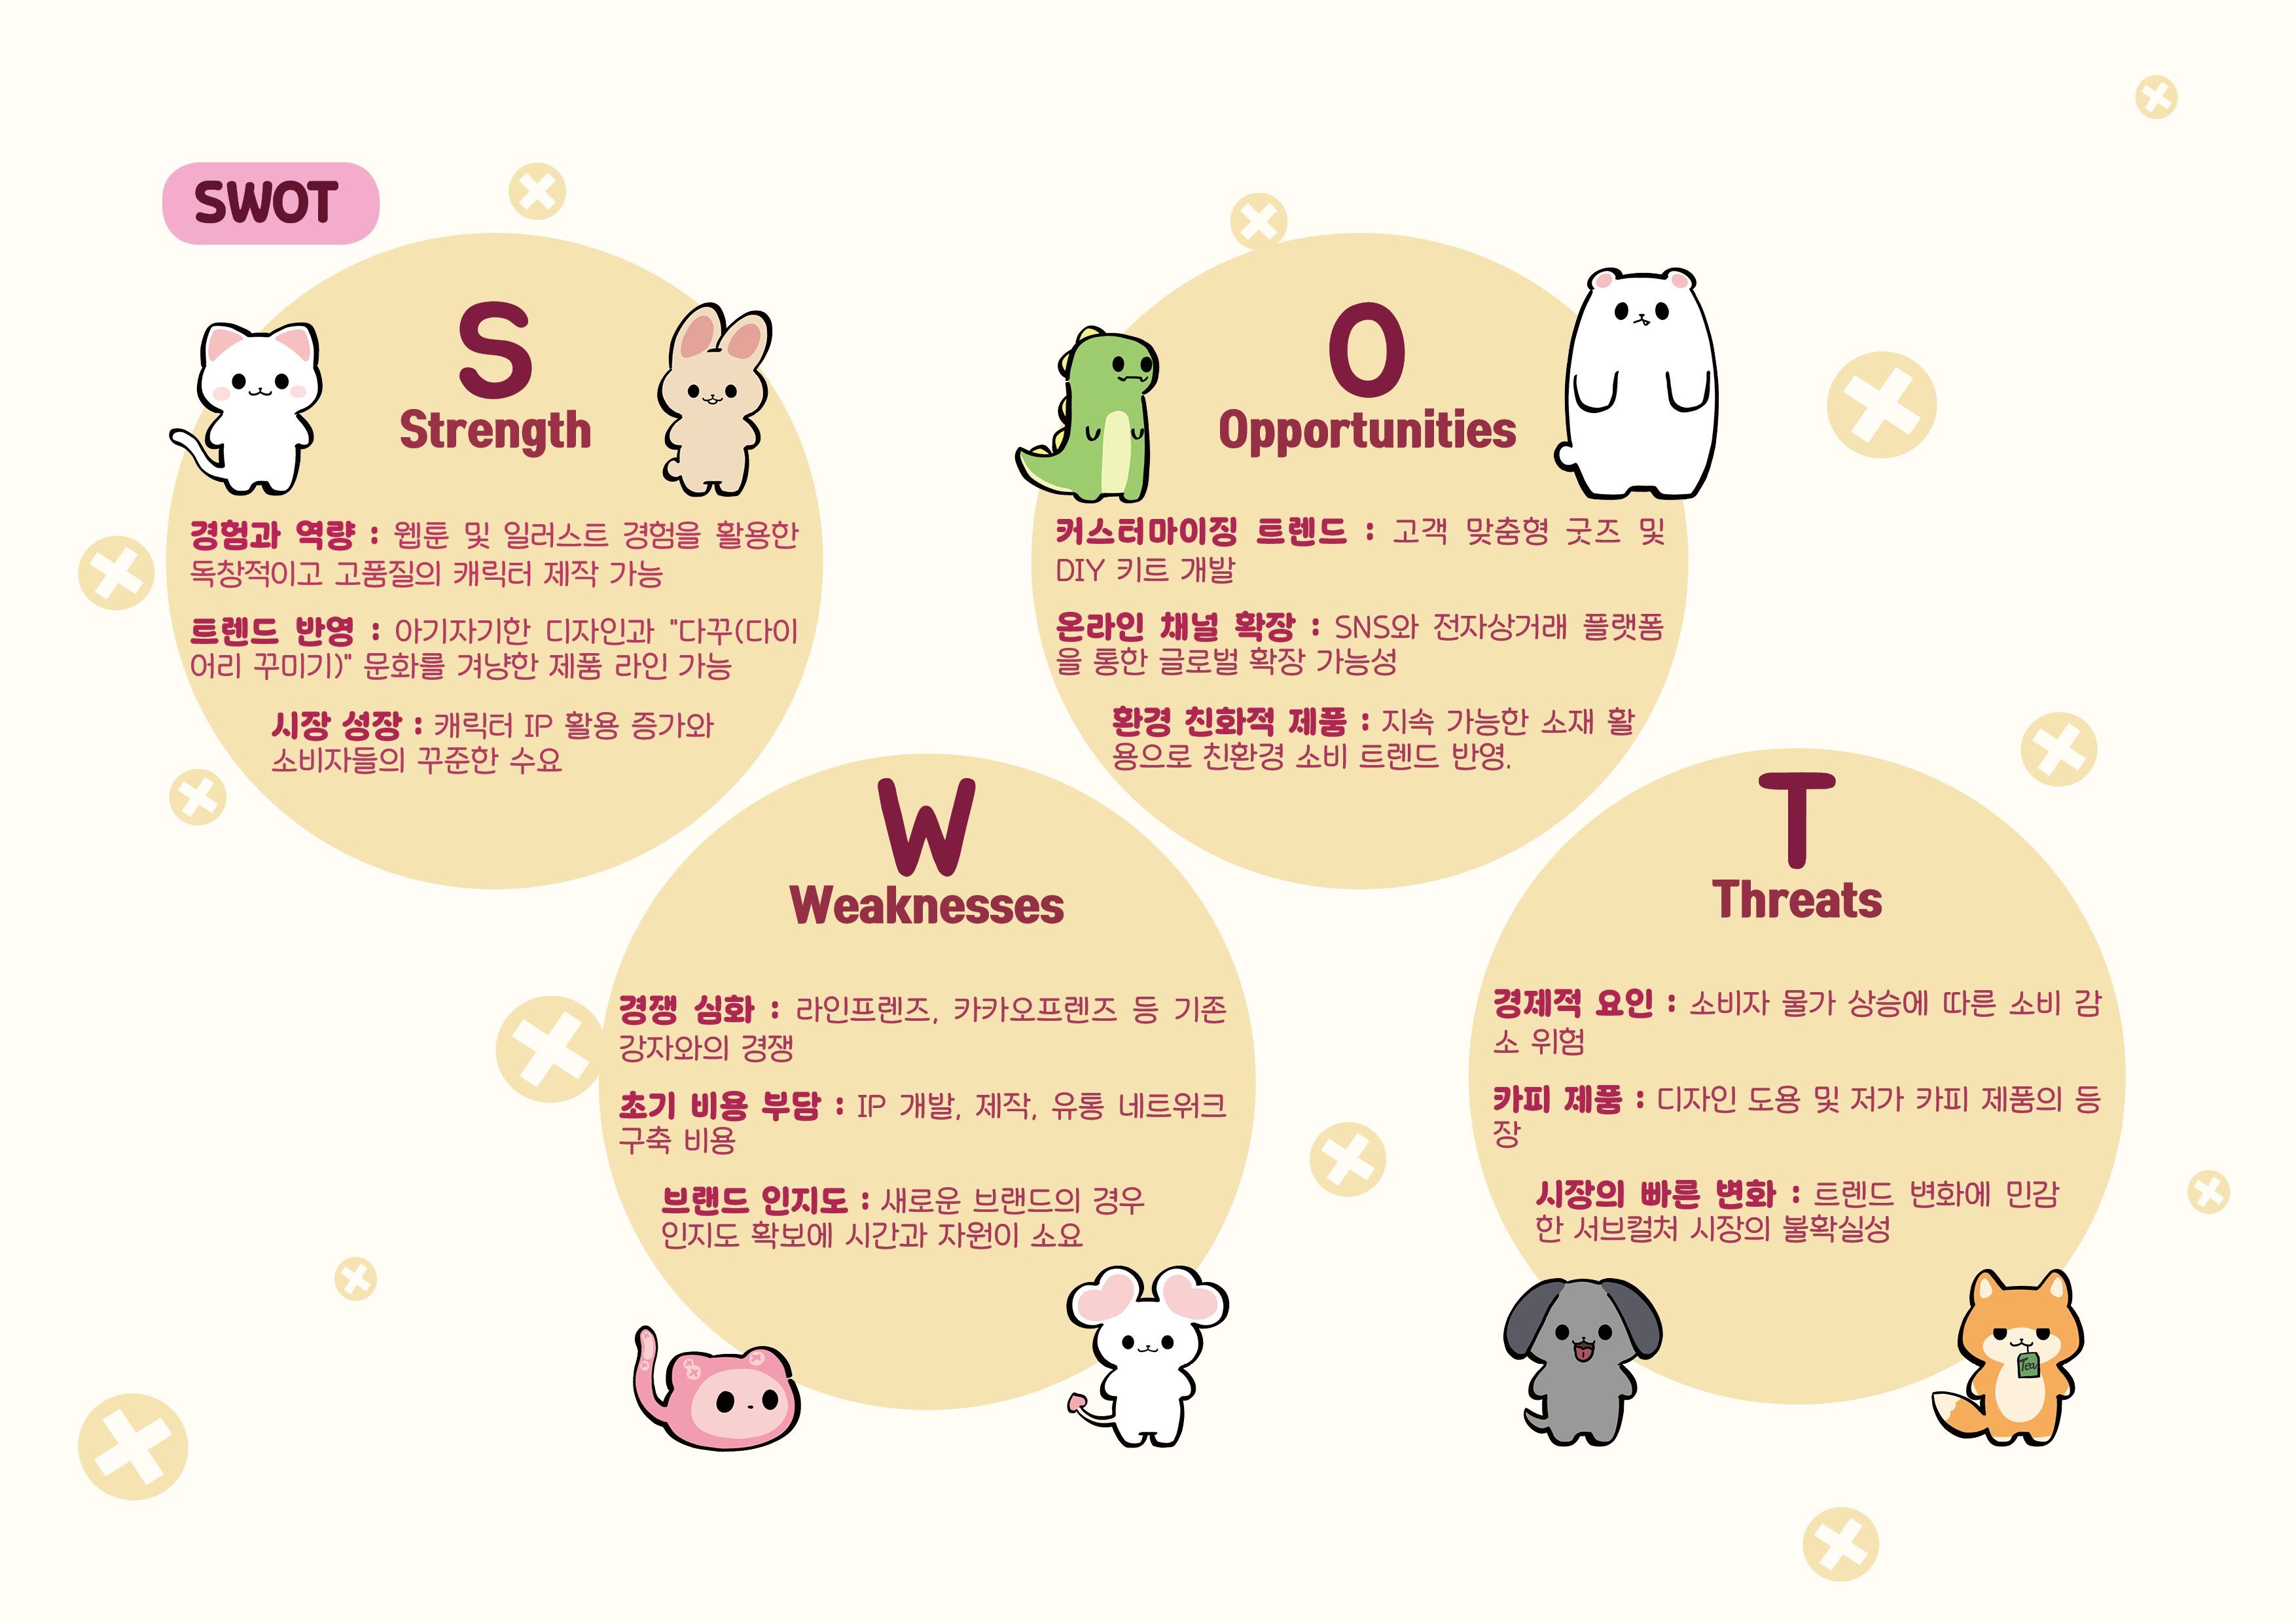 SWOT
S
Strength
경험과 역량 : 웹툰 및 일러스트 경험을 활용한
독창적이고 고품질의 캐릭터 제작 가능
트렌드 반영 : 아기자기한 디자인과 "다꾸(다이
어리 꾸미기)" 문화를 겨냥한 제품 라인 가능
시장 성장 : 캐릭터 IP 활용 증가와
소비자들의 꾸준한 수요
W
Weaknesses
경쟁 심화 : 라인프렌즈, 카카오프렌즈 등 기존
강자와의 경쟁
초기 비용 부담 : IP 개발, 제작, 유통 네트워크
구축 비용
브랜드 인지도 : 새로운 브랜드의 경우
인지도 확보에 시간과 자원이 소요
O
Opportunities
커스터마이징 트렌드 : 고객 맞춤형 굿즈 및
DIY 키트 개발
온라인 채널 확장 : SNS와 전자상거래 플랫폼
을 통한 글로벌 확장 가능성
환경 친화적 제품 : 지속 가능한 소재 활
용으로 친환경 소비 트렌드 반영.
T
Threats
경제적 요인 : 소비자 물가 상승에 따른 소비 감
소 위험
카피 제품 : 디자인 도용 및 저가 카피 제품의 등
장
시장의 빠른 변화 : 트렌드 변화에 민감
한 서브컬처 시장의 불확실성
Tea